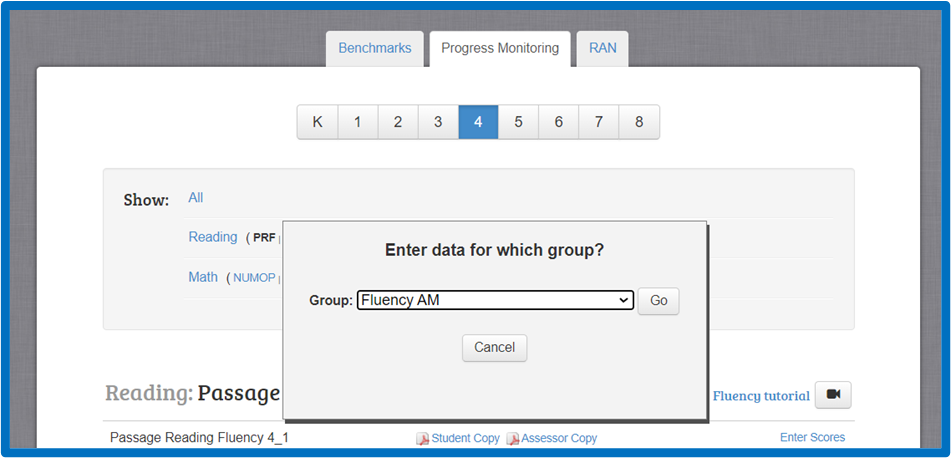 Benchmarks Progress Monitoring RAN
K 1 2 3 4 5 6 7 8
Show: All
Reading ( PRF |
Math ( NUMOP |
Enter data for which group?
Group: Fluency AM Go
Cancel
Reading: Passage Fluency tutorial
Passage Reading Fluency 4_1 Student Copy Assessor Copy Enter Scores